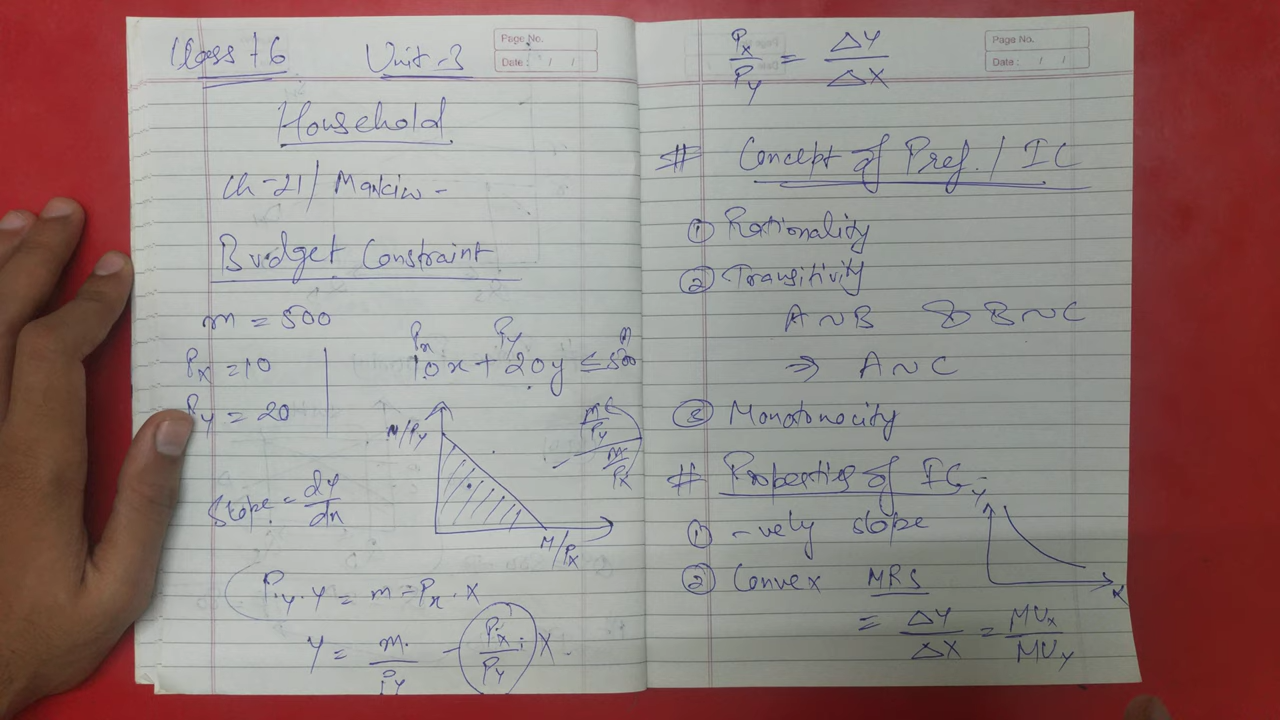 Class 16 Unit-3
Page No.
Date: / /
Household
Ch-21/ Mankiw -
Budget Constraint
m = 500
Px = 10
Py = 20
Px Py M
10x + 20y ≤ 500
M/Py
M/Py
M/Px
M/Px
Slope = dy/dx
Py.Y = m = Px.X
Y = m/Py - Px/Py . X
Page No.
Date: / /
Px/Py = ΔY/ΔX
# Concept of Pref. / IC
① Rationality
② Transitivity
A~B & B~C
⇒ A~C
③ Monotonocity
# Properties of IC -
Y
① -vely slope
② Convex MRS
X
= ΔY/ΔX = MUx/MUy